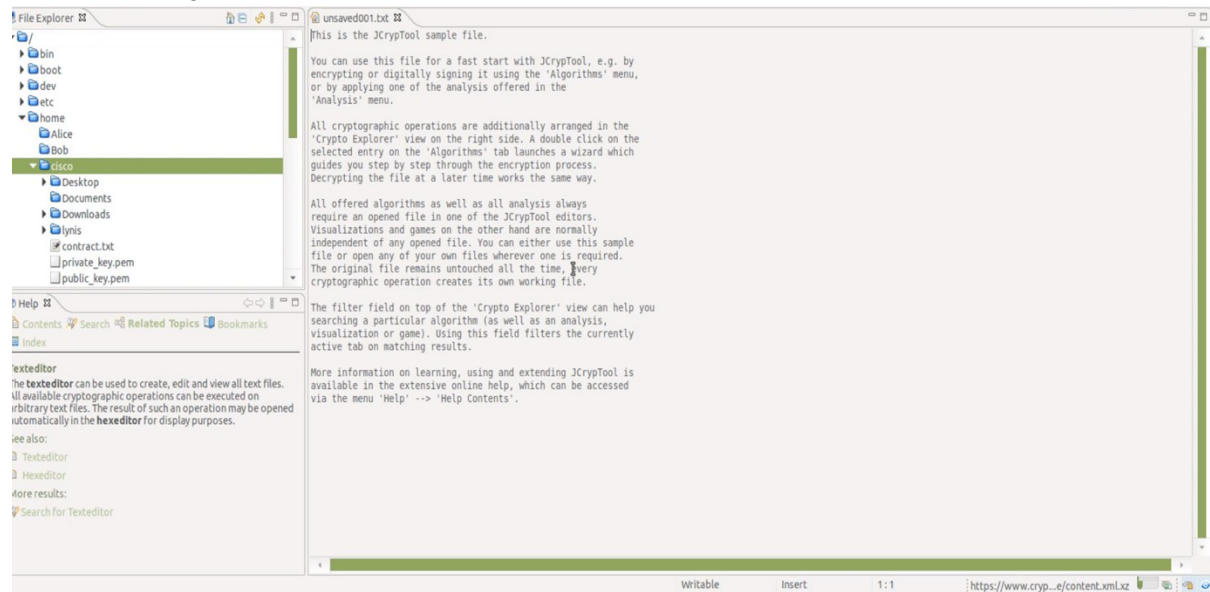 File Explorer
/
bin
boot
dev
etc
home
Alice
Bob
cisco
Desktop
Documents
Downloads
lynis
contract.txt
private_key.pem
public_key.pem
Help
Contents Search Related Topics Bookmarks
Index
Texteditor
The texteditor can be used to create, edit and view all text files.
All available cryptographic operations can be executed on
arbitrary text files. The result of such an operation may be opened
automatically in the hexeditor for display purposes.
See also:
Texteditor
Hexeditor
More results:
Search for Texteditor
unsaved001.txt
This is the JCrypTool sample file.
You can use this file for a fast start with JCrypTool, e.g. by
encrypting or digitally signing it using the 'Algorithms' menu,
or by applying one of the analysis offered in the
'Analysis' menu.
All cryptographic operations are additionally arranged in the
'Crypto Explorer' view on the right side. A double click on the
selected entry on the 'Algorithms' tab launches a wizard which
guides you step by step through the encryption process.
Decrypting the file at a later time works the same way.
All offered algorithms as well as all analysis always
require an opened file in one of the JCrypTool editors.
Visualizations and games on the other hand are normally
independent of any opened file. You can either use this sample
file or open any of your own files wherever one is required.
The original file remains untouched all the time, every
cryptographic operation creates its own working file.
The filter field on top of the 'Crypto Explorer' view can help you
searching a particular algorithm (as well as an analysis,
visualization or game). Using this field filters the currently
active tab on matching results.
More information on learning, using and extending JCrypTool is
available in the extensive online help, which can be accessed
via the menu 'Help' --> 'Help Contents'.
Writable Insert 1:1 https://www.cryp...e/content.xml.xz